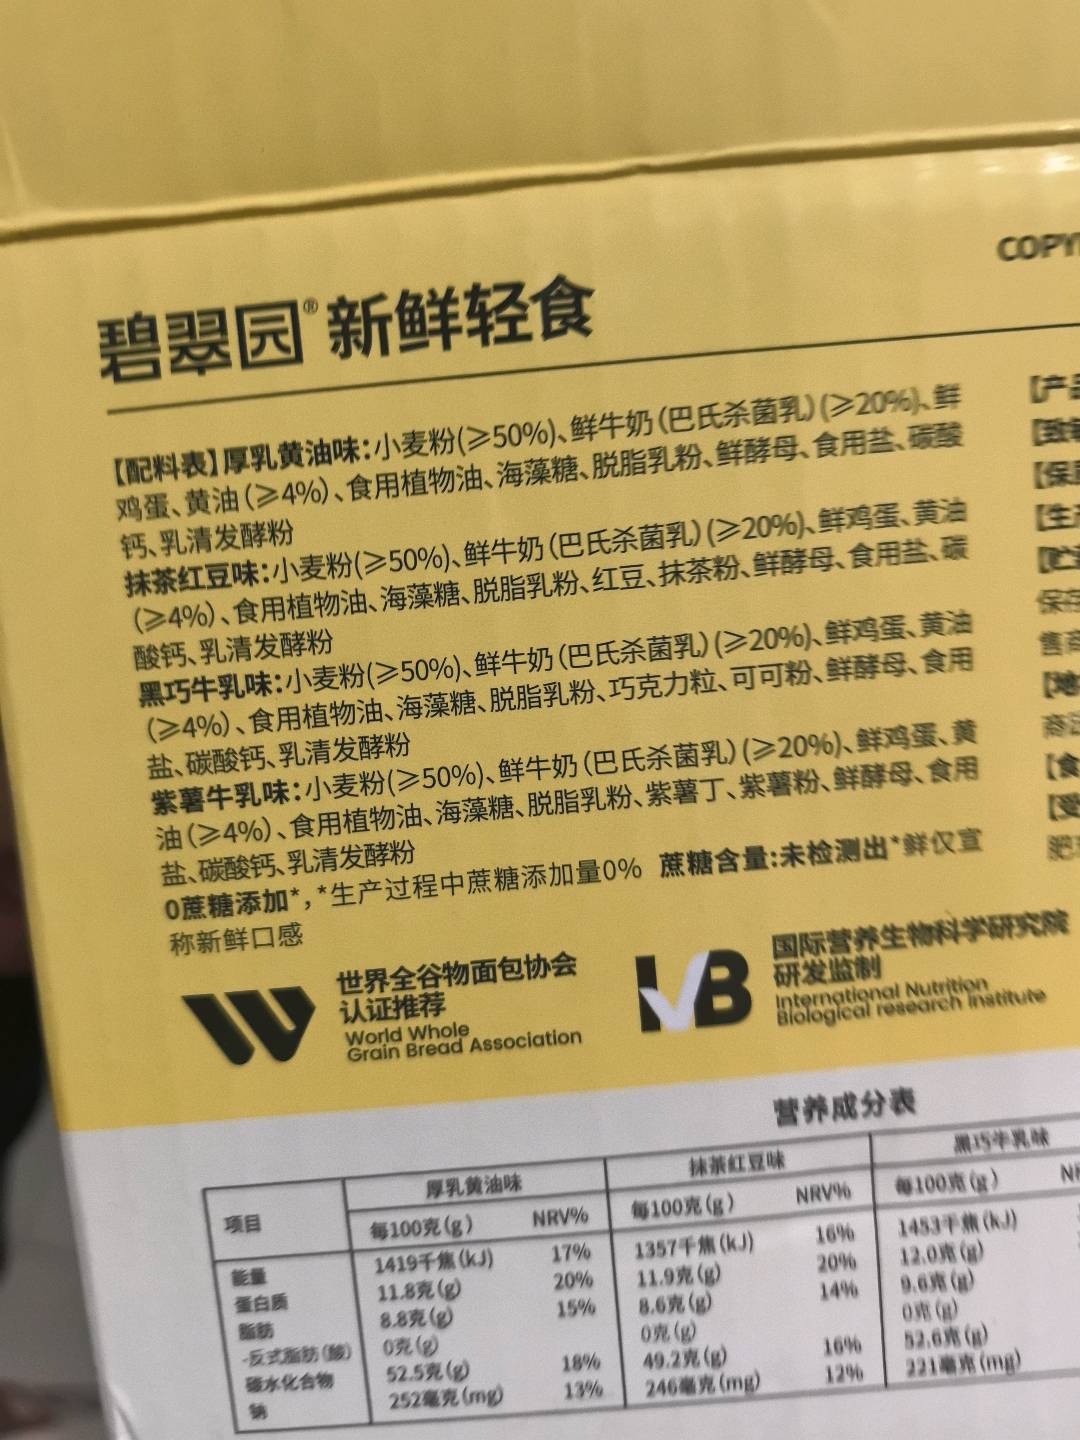 COPY
碧翠园®新鲜轻食
【配料表】厚乳黄油味:小麦粉(≥50%)、鲜牛奶(巴氏杀菌乳)(≥20%)、鲜
鸡蛋、黄油(≥4%)、食用植物油、海藻糖、脱脂乳粉、鲜酵母、食用盐、碳酸
钙、乳清发酵粉
抹茶红豆味:小麦粉(≥50%)、鲜牛奶(巴氏杀菌乳)(≥20%)、鲜鸡蛋、黄油
(≥4%)、食用植物油、海藻糖、脱脂乳粉、红豆、抹茶粉、鲜酵母、食用盐、碳
酸钙、乳清发酵粉
黑巧牛乳味:小麦粉(≥50%)、鲜牛奶(巴氏杀菌乳)(≥20%)、鲜鸡蛋、黄油
(≥4%)、食用植物油、海藻糖、脱脂乳粉、巧克力粒、可可粉、鲜酵母、食用
盐、碳酸钙、乳清发酵粉
紫薯牛乳味:小麦粉(≥50%)、鲜牛奶(巴氏杀菌乳)(≥20%)、鲜鸡蛋、黄
油(≥4%)、食用植物油、海藻糖、脱脂乳粉、紫薯丁、紫薯粉、鲜酵母、食用
盐、碳酸钙、乳清发酵粉
0蔗糖添加*,*生产过程中蔗糖添加量0% 蔗糖含量:未检测出*鲜仅宣
称新鲜口感
【产品
【致敏
【保质
【生产
【贮
保存
售商
【地
商
【食
【受
肥
世界全谷物面包协会
认证推荐
World Whole
Grain Bread Association
国际营养生物科学研究院
研发监制
International Nutrition
Biological research Institute
营养成分表
项目 厚乳黄油味 抹茶红豆味 黑巧牛乳味
每100克(g) NRV% 每100克(g) NRV% 每100克(g) NR
能量 1419千焦(kJ) 17% 1357千焦(kJ) 16% 1453千焦(kJ)
蛋白质 11.8克(g) 20% 11.9克(g) 20% 12.0克(g)
脂肪 8.8克(g) 15% 8.6克(g) 14% 9.6克(g)
-反式脂肪(酸) 0克(g) 0克(g) 0克(g)
碳水化合物 52.5克(g) 18% 49.2克(g) 16% 52.6克(g)
钠 252毫克(mg) 13% 246毫克(mg) 12% 221毫克(mg)